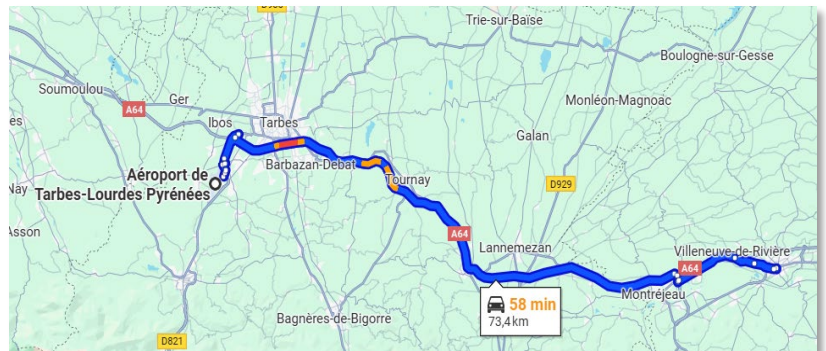 D935
Trie-sur-Baïse
Boulogne-sur-Gesse
Soumoulou
Ger
A64
Monléon-Magnoac
Ibos
Tarbes
Galan
Barbazan-Debat
Aéroport de
Tarbes-Lourdes Pyrénées
Nay
Tournay
D929
Asson
A64
Lannemezan
Villeneuve-de-Rivière
A64
58 min
73,4 km
Montréjeau
Bagnères-de-Bigorre
D821